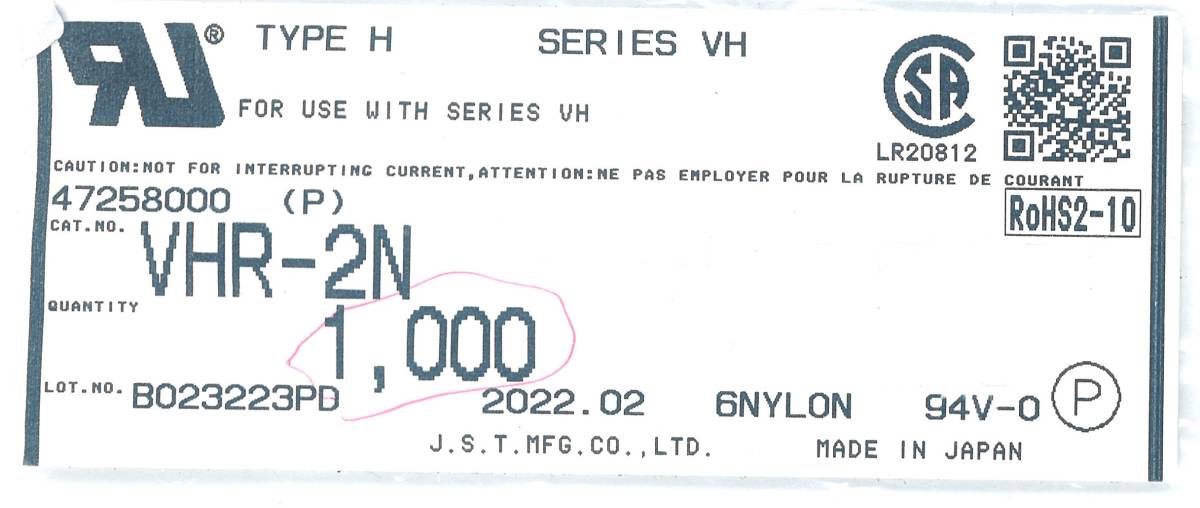 RU® TYPE H SERIES VH
FOR USE WITH SERIES VH
CSA
LR20812
CAUTION:NOT FOR INTERRUPTING CURRENT,ATTENTION:NE PAS EMPLOYER POUR LA RUPTURE DE COURANT
47258000 (P)
RoHS2-10
CAT.NO. VHR-2N
QUANTITY 1,000
LOT.NO. B023223PD 2022.02 6NYLON 94V-0 P
J.S.T.MFG.CO.,LTD. MADE IN JAPAN